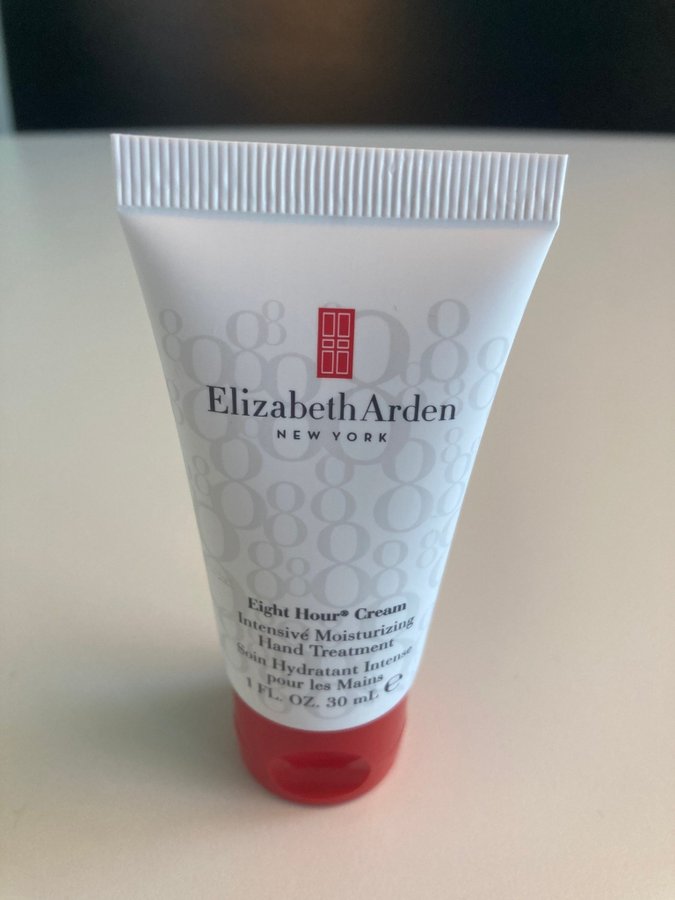 Elizabeth Arden
NEW YORK
Eight Hour® Cream
Intensive Moisturizing
Hand Treatment
Soin Hydratant Intense
pour les Mains
1 FL. OZ. 30 mL ℮